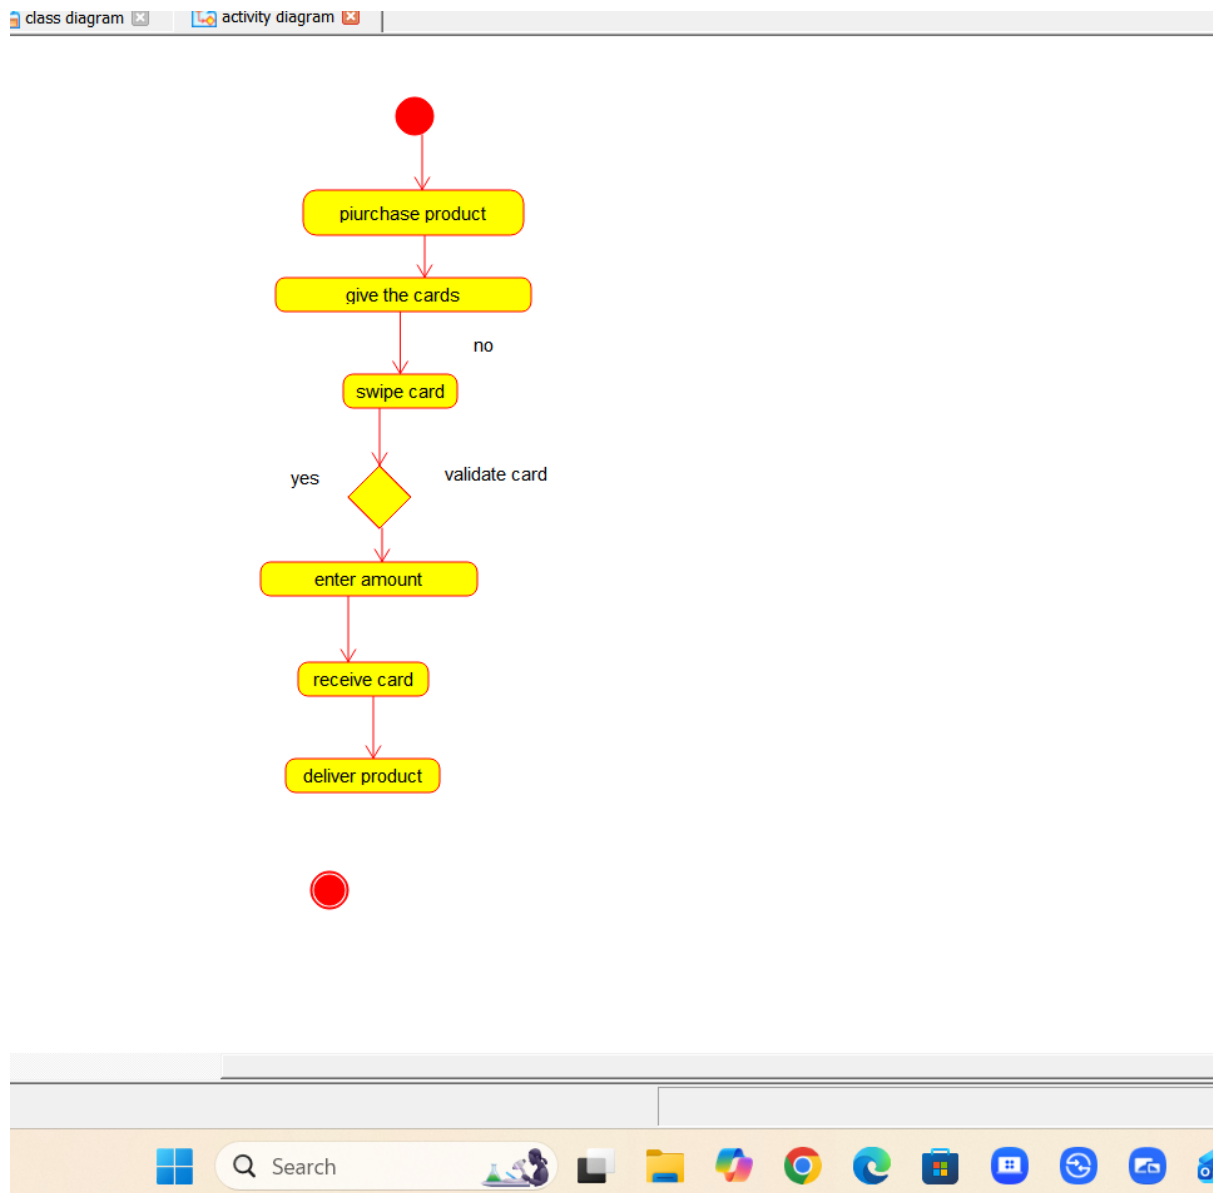 class diagram
activity diagram
piurchase product
give the cards
no
swipe card
yes
validate card
enter amount
receive card
deliver product
Search